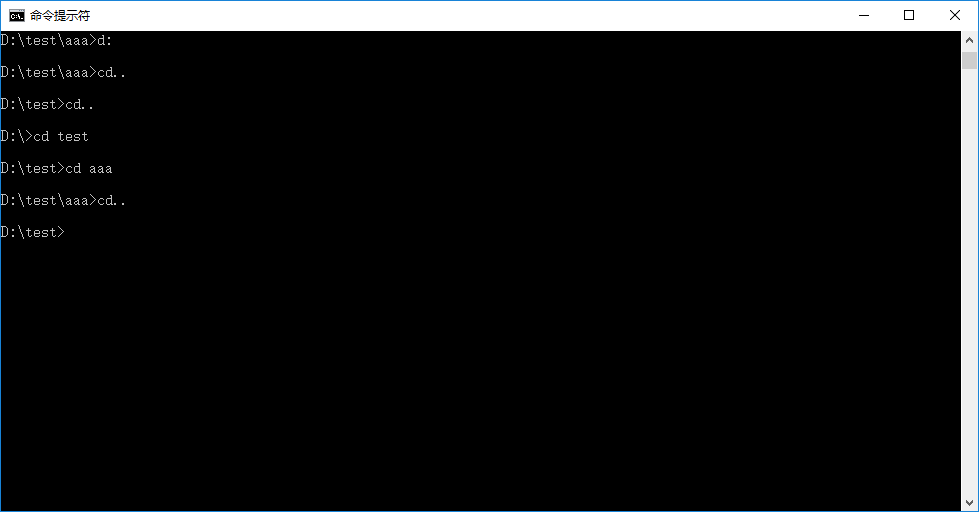 命令提示符
D:\test\aaa>d:
D:\test\aaa>cd..
D:\test>cd..
D:\>cd test
D:\test>cd aaa
D:\test\aaa>cd..
D:\test>